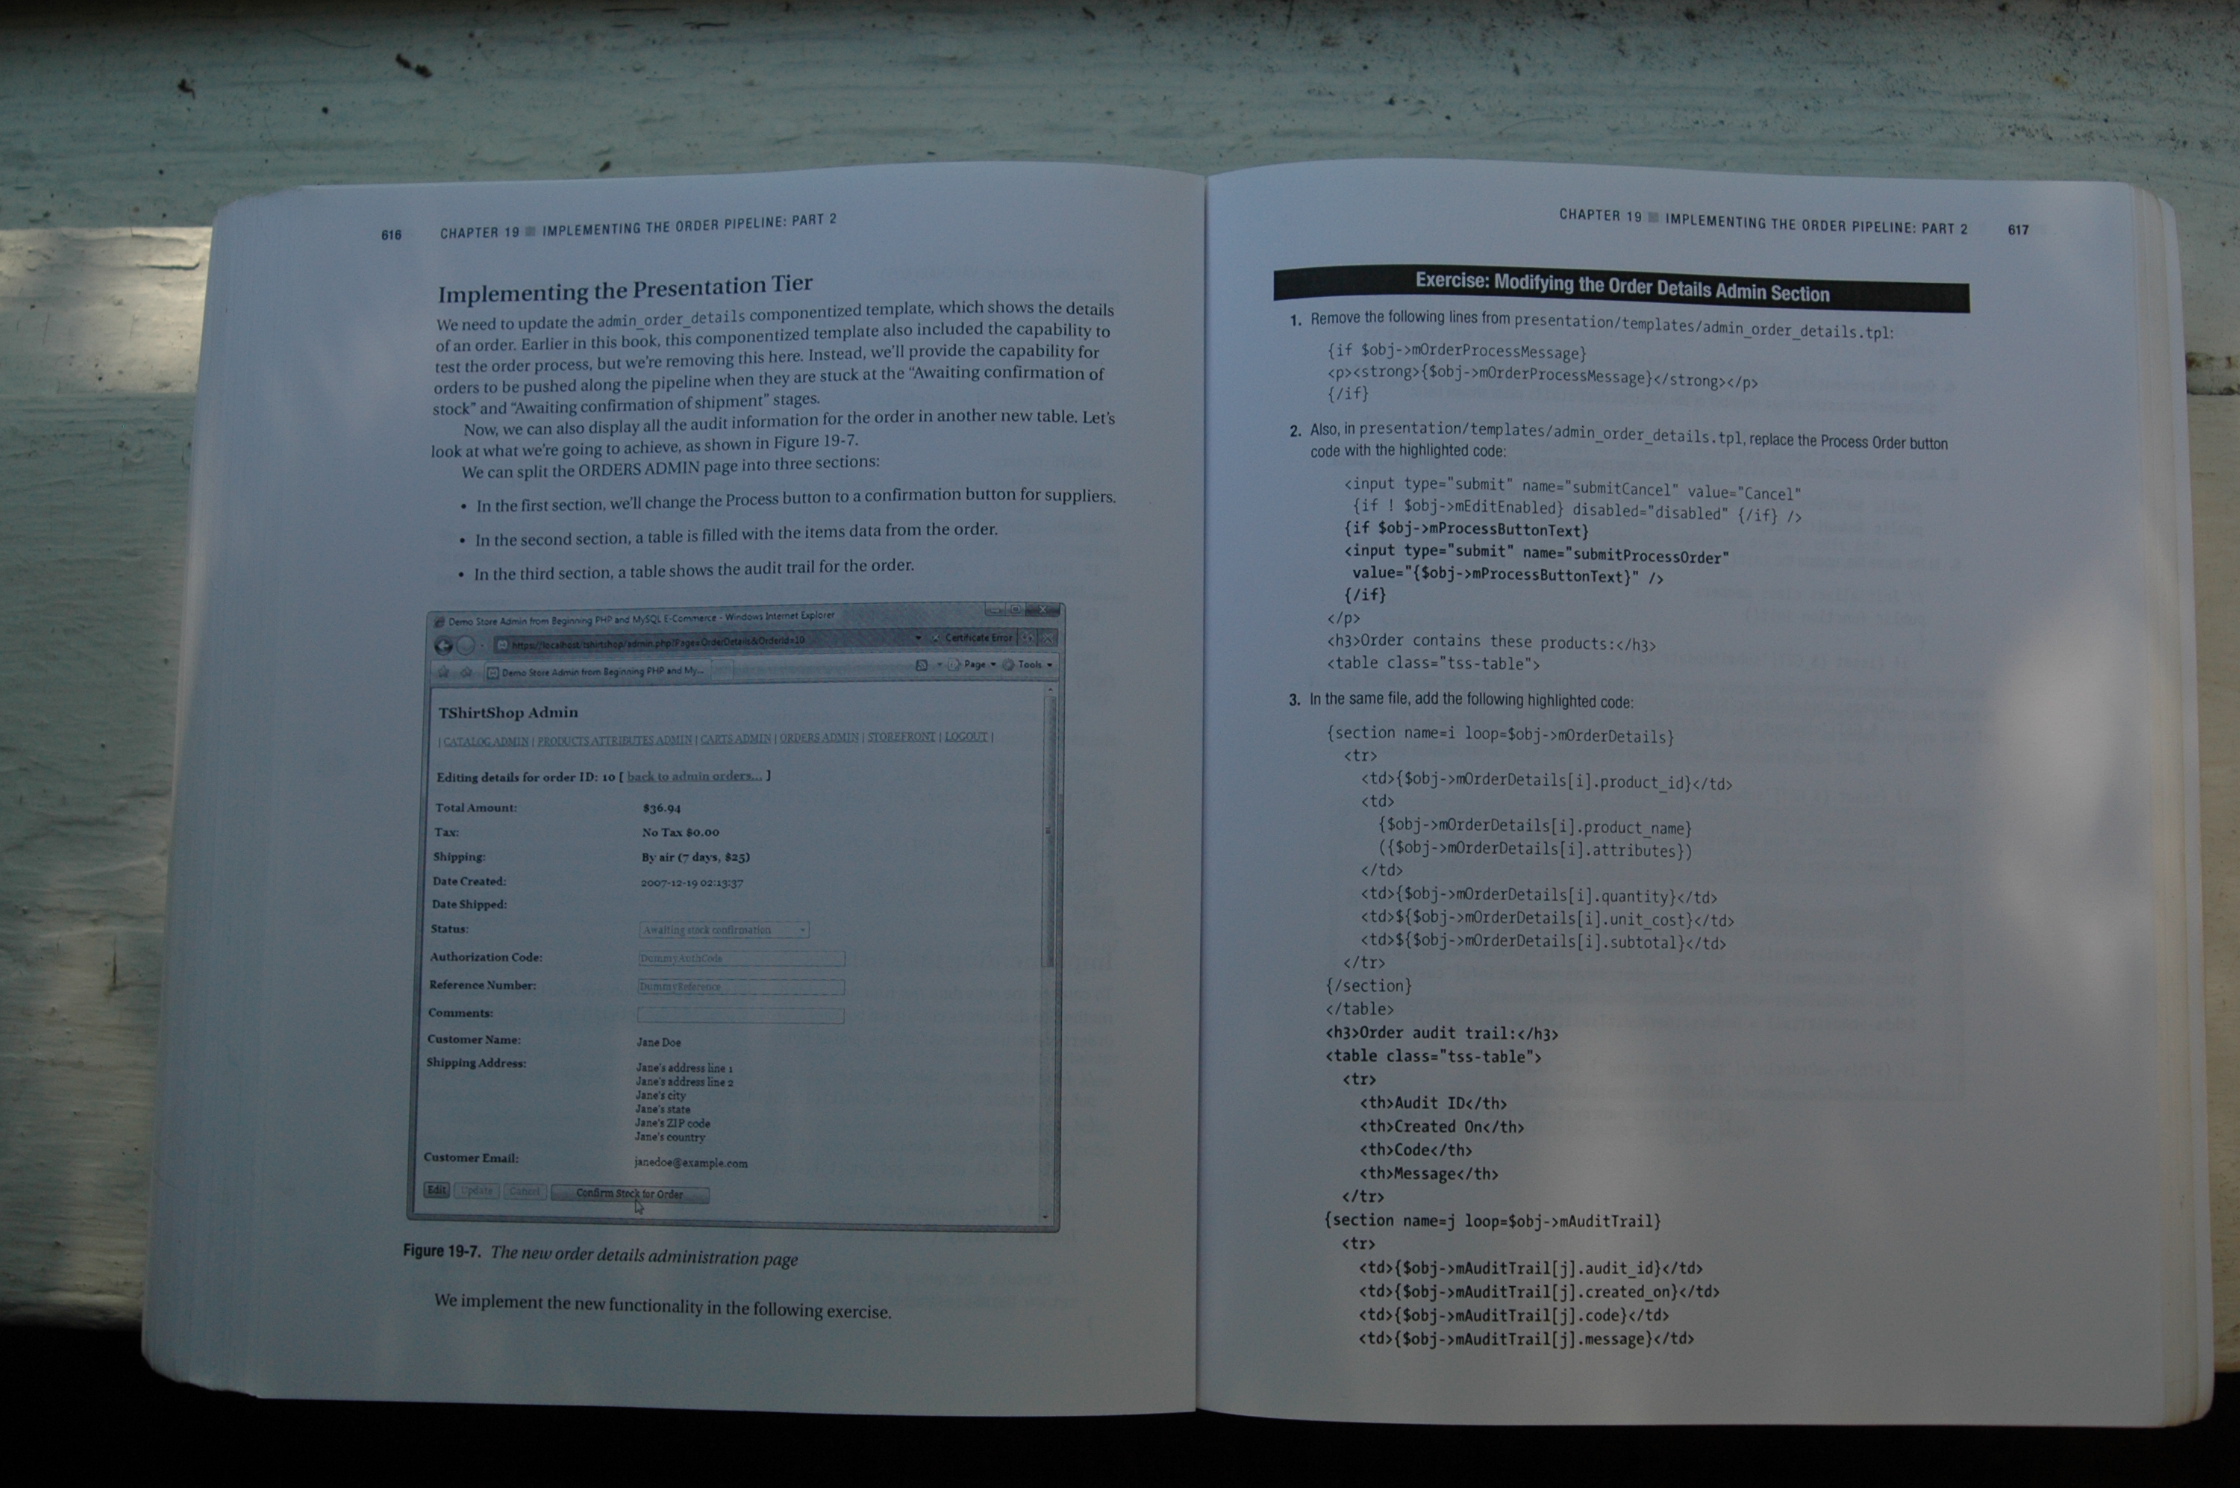 616 CHAPTER 19 ■ IMPLEMENTING THE ORDER PIPELINE: PART 2
Implementing the Presentation Tier
We need to update the admin_order_details componentized template, which shows the details
of an order. Earlier in this book, this componentized template also included the capability to
test the order process, but we're removing this here. Instead, we'll provide the capability for
orders to be pushed along the pipeline when they are stuck at the “Awaiting confirmation of
stock” and “Awaiting confirmation of shipment” stages.
Now, we can also display all the audit information for the order in another new table. Let's
look at what we're going to achieve, as shown in Figure 19-7.
We can split the ORDERS ADMIN page into three sections:
• In the first section, we'll change the Process button to a confirmation button for suppliers.
• In the second section, a table is filled with the items data from the order.
• In the third section, a table shows the audit trail for the order.
Demo Store Admin from Beginning PHP and MySQL E-Commerce - Windows Internet Explorer
https://localhost/tshirtshop/admin.php?Page=OrderDetails&OrderId=10 Certificate Error
Demo Store Admin from Beginning PHP and My... Page Tools
TShirtShop Admin
| CATALOG ADMIN | PRODUCTS ATTRIBUTES ADMIN | CARTS ADMIN | ORDERS ADMIN | STOREFRONT | LOGOUT |
Editing details for order ID: 10 [ back to admin orders... ]
Total Amount: $36.94
Tax: No Tax $0.00
Shipping: By air (7 days, $25)
Date Created: 2007-12-19 02:13:37
Date Shipped:
Status: Awaiting stock confirmation
Authorization Code: DummyAuthCode
Reference Number: DummyReference
Comments:
Customer Name: Jane Doe
Shipping Address: Jane's address line 1
Jane's address line 2
Jane's city
Jane's state
Jane's ZIP code
Jane's country
Customer Email: janedoe@example.com
Edit Update Cancel Confirm Stock for Order
Figure 19-7. The new order details administration page
We implement the new functionality in the following exercise.
CHAPTER 19 ■ IMPLEMENTING THE ORDER PIPELINE: PART 2 617
Exercise: Modifying the Order Details Admin Section
1. Remove the following lines from presentation/templates/admin_order_details.tpl:
{if $obj->mOrderProcessMessage}
<p><strong>{$obj->mOrderProcessMessage}</strong></p>
{/if}
2. Also, in presentation/templates/admin_order_details.tpl, replace the Process Order button
code with the highlighted code:
<input type="submit" name="submitCancel" value="Cancel"
{if ! $obj->mEditEnabled} disabled="disabled" {/if} />
{if $obj->mProcessButtonText}
<input type="submit" name="submitProcessOrder"
value="{$obj->mProcessButtonText}" />
{/if}
</p>
<h3>Order contains these products:</h3>
<table class="tss-table">
3. In the same file, add the following highlighted code:
{section name=i loop=$obj->mOrderDetails}
<tr>
<td>{$obj->mOrderDetails[i].product_id}</td>
<td>
{$obj->mOrderDetails[i].product_name}
({$obj->mOrderDetails[i].attributes})
</td>
<td>{$obj->mOrderDetails[i].quantity}</td>
<td>${$obj->mOrderDetails[i].unit_cost}</td>
<td>${$obj->mOrderDetails[i].subtotal}</td>
</tr>
{/section}
</table>
<h3>Order audit trail:</h3>
<table class="tss-table">
<tr>
<th>Audit ID</th>
<th>Created On</th>
<th>Code</th>
<th>Message</th>
</tr>
{section name=j loop=$obj->mAuditTrail}
<tr>
<td>{$obj->mAuditTrail[j].audit_id}</td>
<td>{$obj->mAuditTrail[j].created_on}</td>
<td>{$obj->mAuditTrail[j].code}</td>
<td>{$obj->mAuditTrail[j].message}</td>